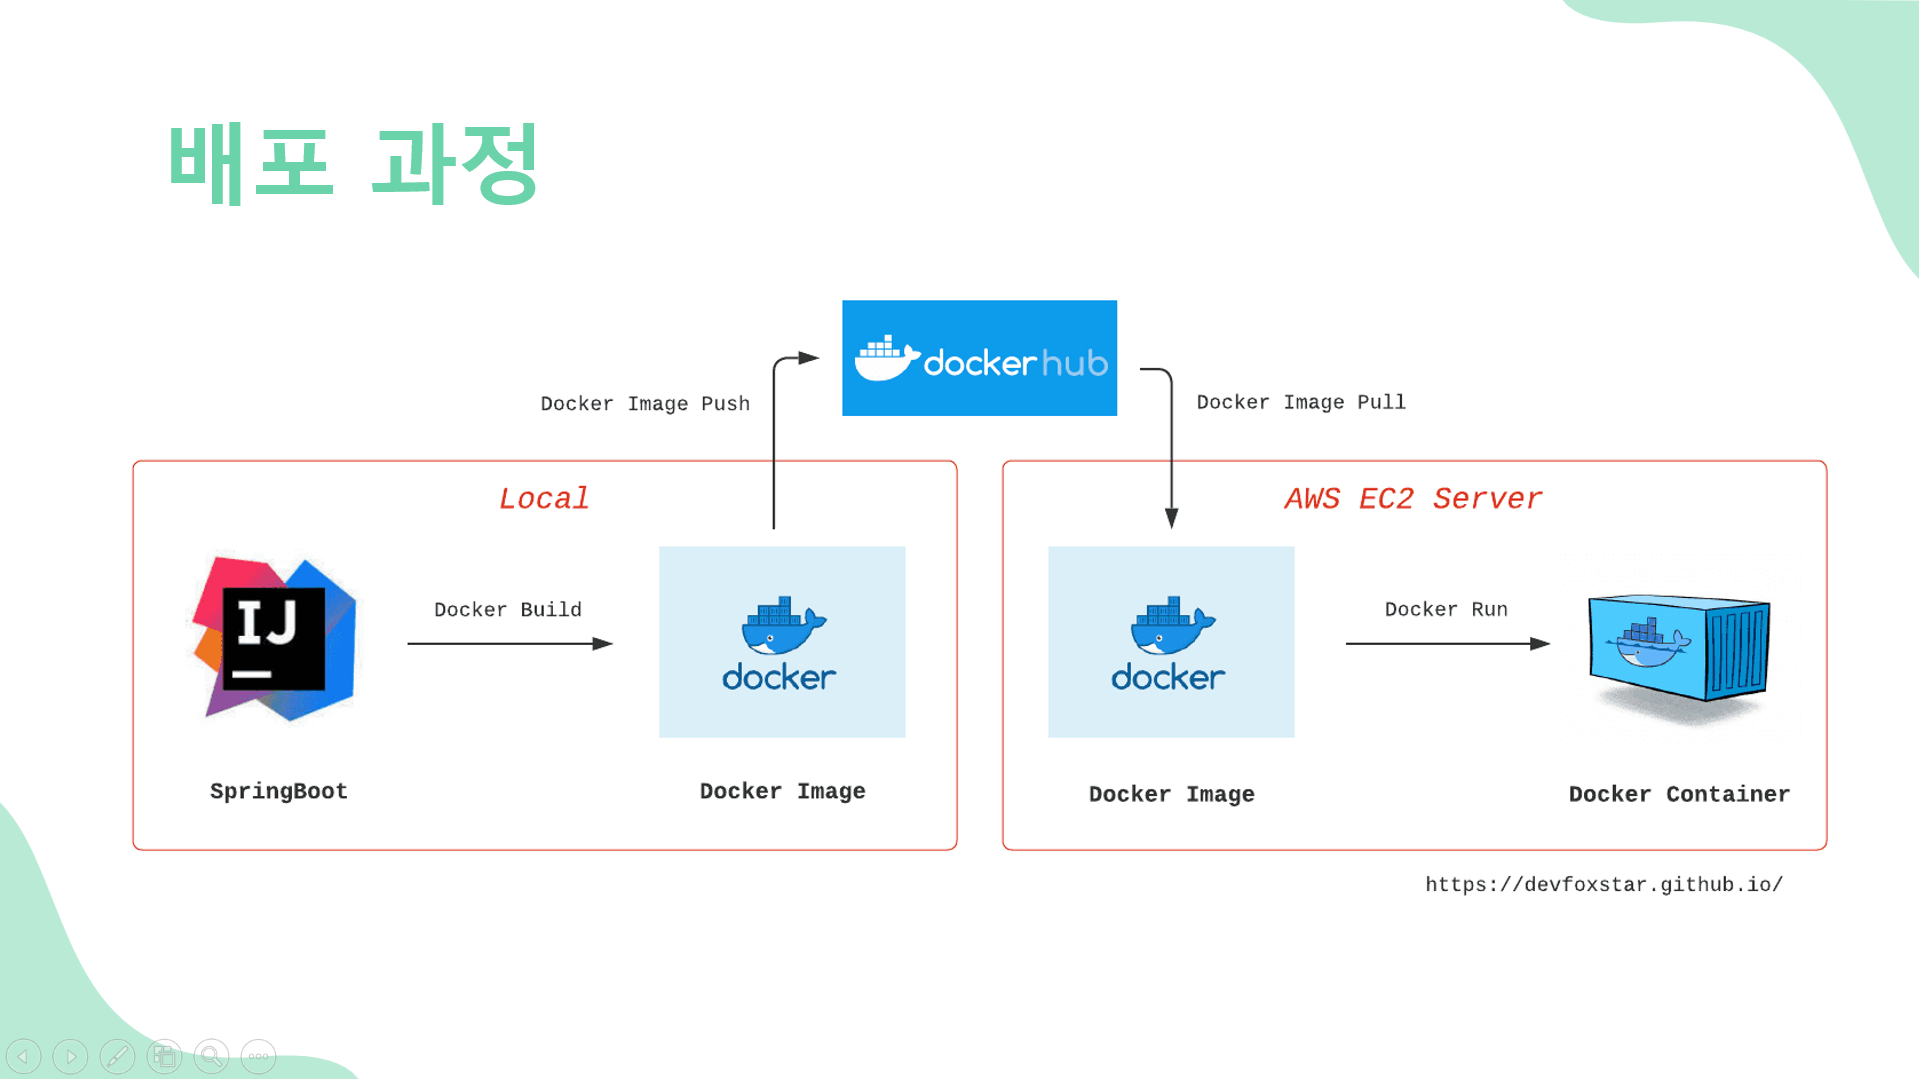 배포 과정
docker hub
Docker Image Push
Docker Image Pull
Local
AWS EC2 Server
IJ
Docker Build
docker
docker
Docker Run
SpringBoot
Docker Image
Docker Image
Docker Container
https://devfoxstar.github.io/